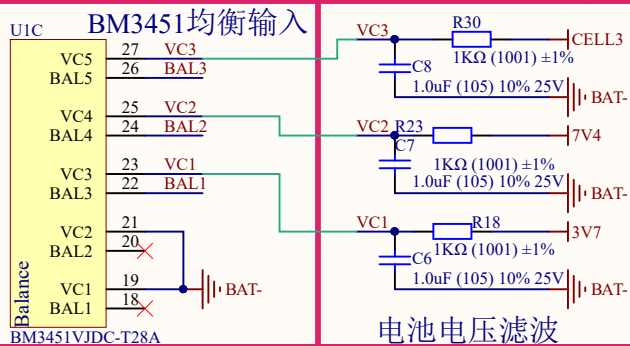 BM3451均衡输入
U1C
VC5 27 VC3
BAL5 26 BAL3
VC4 25 VC2
BAL4 24 BAL2
VC3 23 VC1
BAL3 22 BAL1
VC2 21
BAL2 20
VC1 19
BAL1 18
BAT-
Balance
BM3451VJDC-T28A
VC3 R30 CELL3
1KΩ (1001) ±1%
C8
1.0uF (105) 10% 25V BAT-
VC2 R23 7V4
C7
1KΩ (1001) ±1%
1.0uF (105) 10% 25V BAT-
VC1 R18 3V7
1KΩ (1001) ±1%
C6
1.0uF (105) 10% 25V BAT-
电池电压滤波